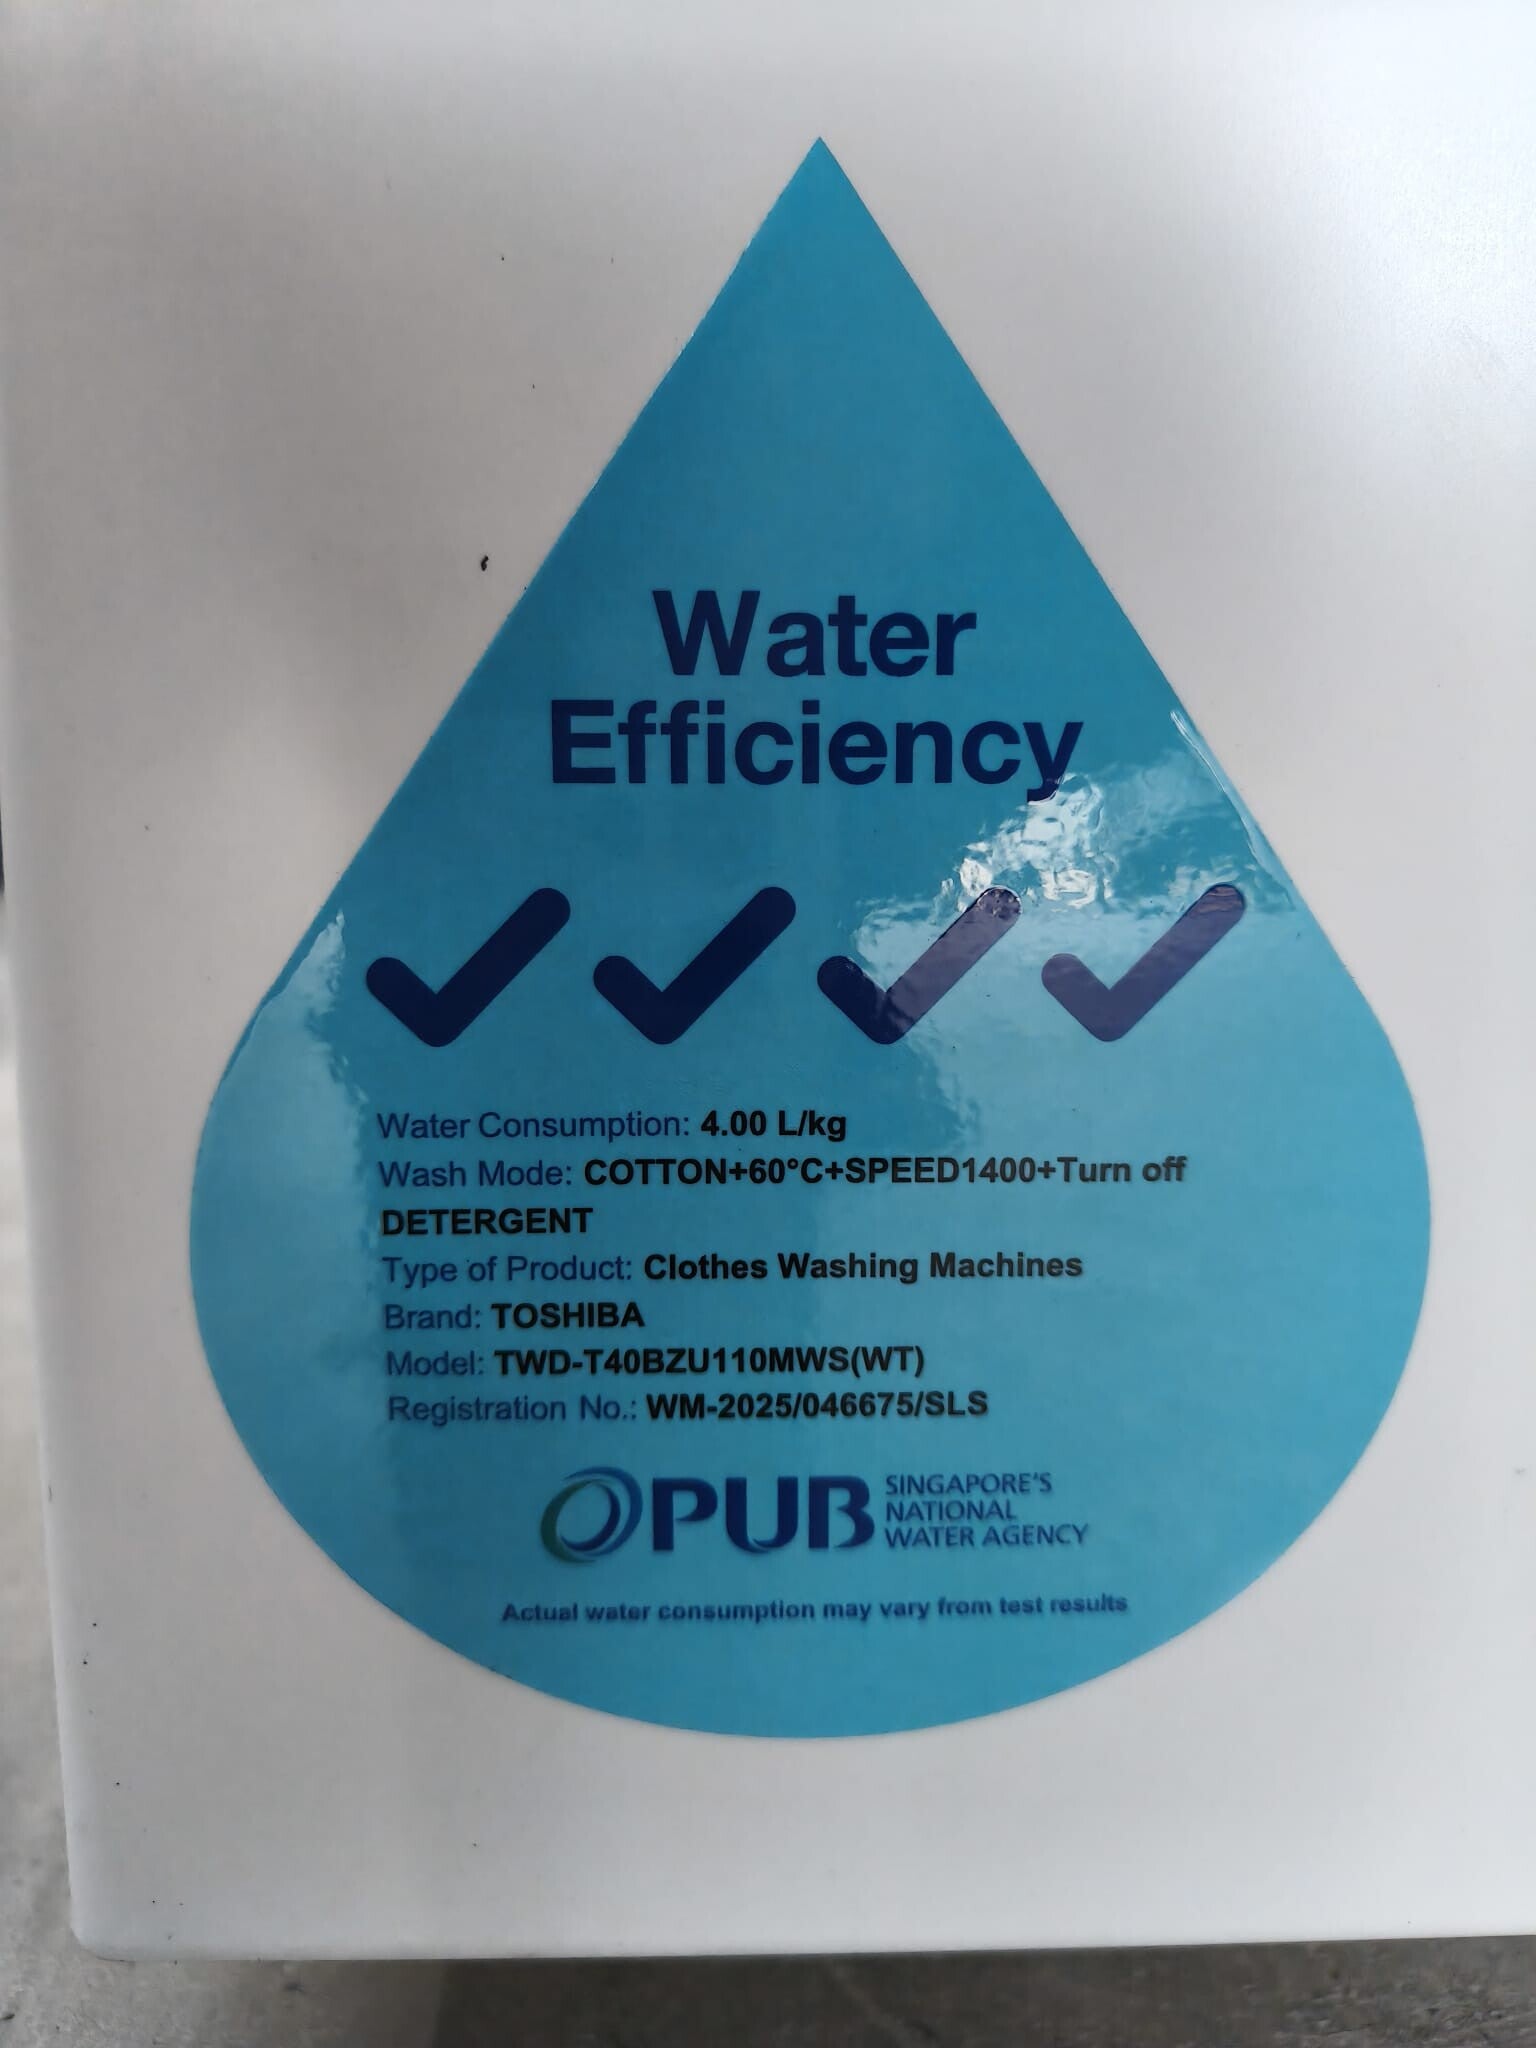 Water
Efficiency
Water Consumption: 4.00 L/kg
Wash Mode: COTTON+60°C+SPEED1400+Turn off
DETERGENT
Type of Product: Clothes Washing Machines
Brand: TOSHIBA
Model: TWD-T40BZU110MWS(WT)
Registration No.: WM-2025/046675/SLS
PUB SINGAPORE'S
NATIONAL
WATER AGENCY
Actual water consumption may vary from test results